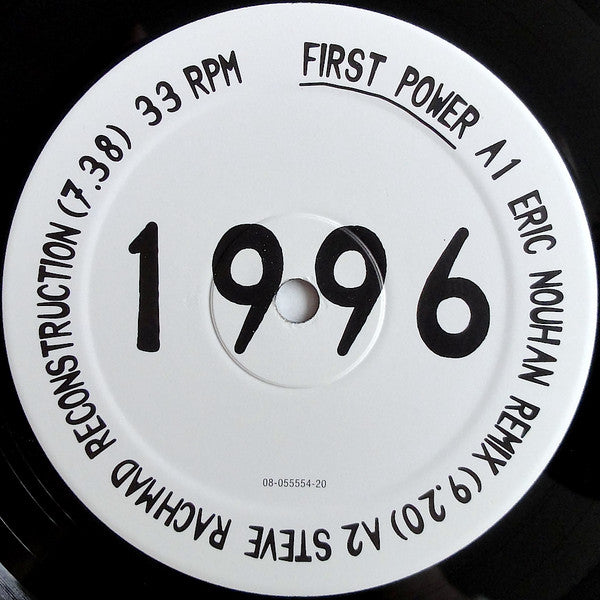 FIRST POWER A1 ERIC NOUHAN REMIX (9.20) A2 STEVE RACHMAD RECONSTRUCTION (7.38) 33 RPM
1996
08-055554-20